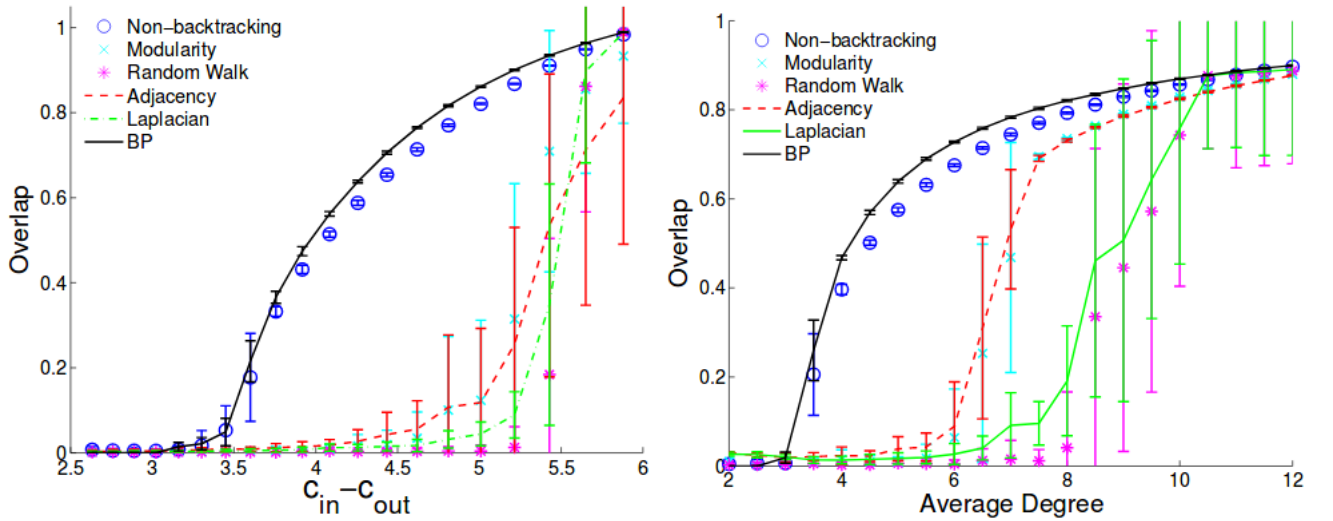 Overlap
1
0.8
0.6
0.4
0.2
0
Non−backtracking
Modularity
Random Walk
Adjacency
Laplacian
BP
2.5 3 3.5 4 4.5 5 5.5 6
c_in−c_out
Overlap
1
0.8
0.6
0.4
0.2
0
Non−backtracking
Modularity
Random Walk
Adjacency
Laplacian
BP
2 4 6 8 10 12
Average Degree